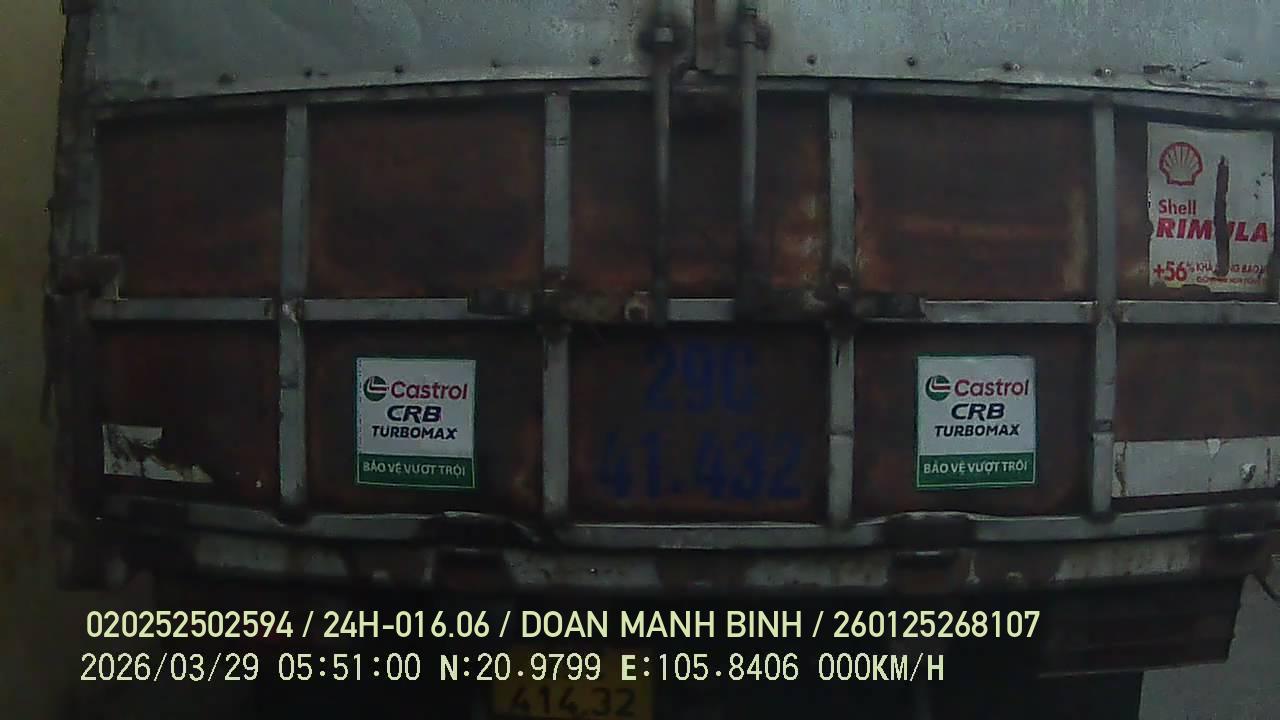 Shell
RIMULA
+56%
Castrol
CRB
TURBOMAX
BẢO VỆ VƯỢT TRỘI
29C
41.432
Castrol
CRB
TURBOMAX
BẢO VỆ VƯỢT TRỘI
020252502594 / 24H-016.06 / DOAN MANH BINH / 260125268107
2026/03/29 05:51:00 N:20.9799 E:105.8406 000KM/H
414.32